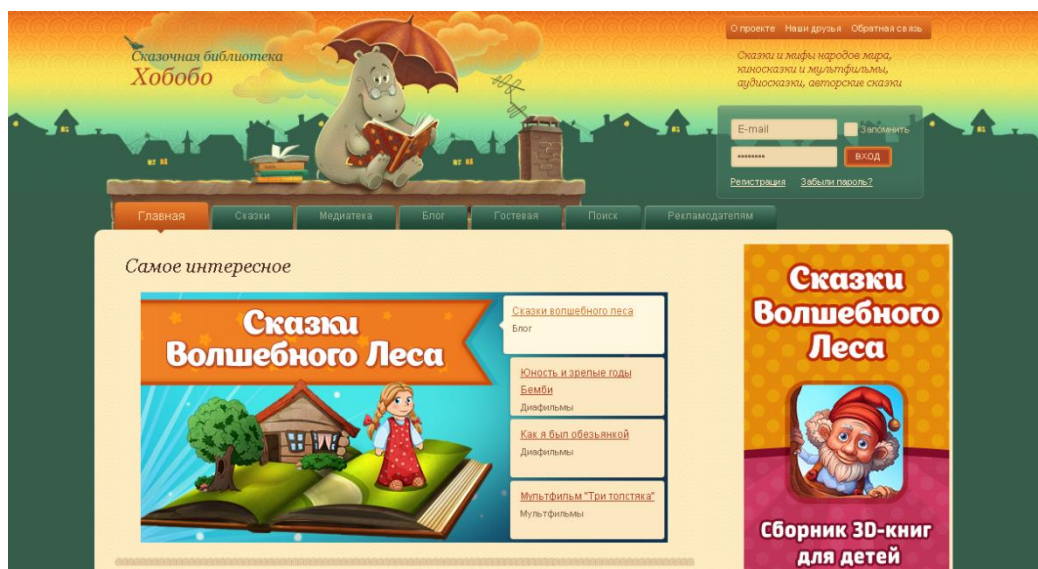 О проекте Наши друзья Обратная связь
Сказочная библиотека
Хобобо
Сказки и мифы народов мира,
киносказки и мультфильмы,
аудиосказки, авторские сказки
E-mail
Запомнить
••••••••
ВХОД
Регистрация Забыли пароль?
Главная Сказки Медиатека Блог Гостевая Поиск Рекламодателям
Самое интересное
Сказки
Волшебного Леса
Сказки волшебного леса
Блог
Юность и зрелые годы
Бемби
Диафильмы
Как я был обезьянкой
Диафильмы
Мультфильм "Три толстяка"
Мультфильмы
Сказки
Волшебного
Леса
Сборник 3D-книг
для детей